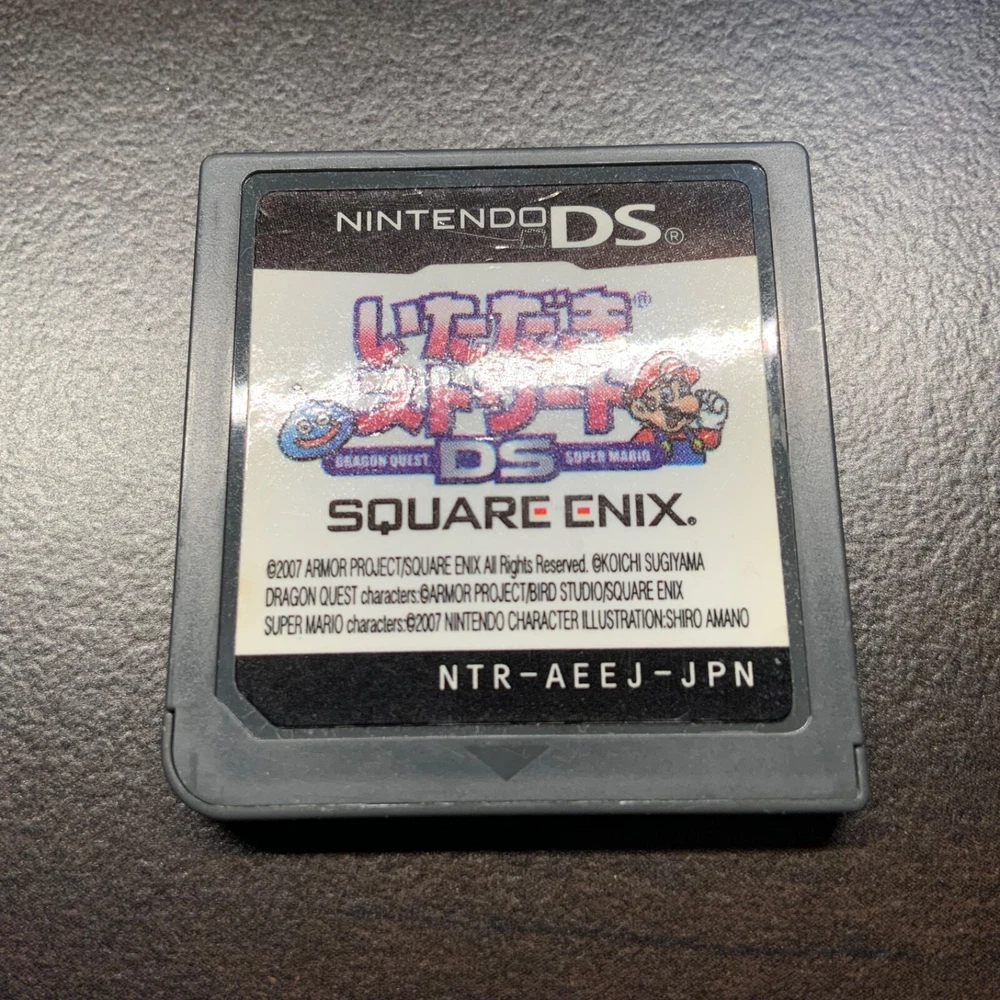 NINTENDO DS®
いただき®
ストリート
DRAGON QUEST DS SUPER MARIO
SQUARE ENIX®
©2007 ARMOR PROJECT/SQUARE ENIX All Rights Reserved. ©KOICHI SUGIYAMA
DRAGON QUEST characters:©ARMOR PROJECT/BIRD STUDIO/SQUARE ENIX
SUPER MARIO characters:©2007 NINTENDO CHARACTER ILLUSTRATION:SHIRO AMANO
NTR-AEEJ-JPN